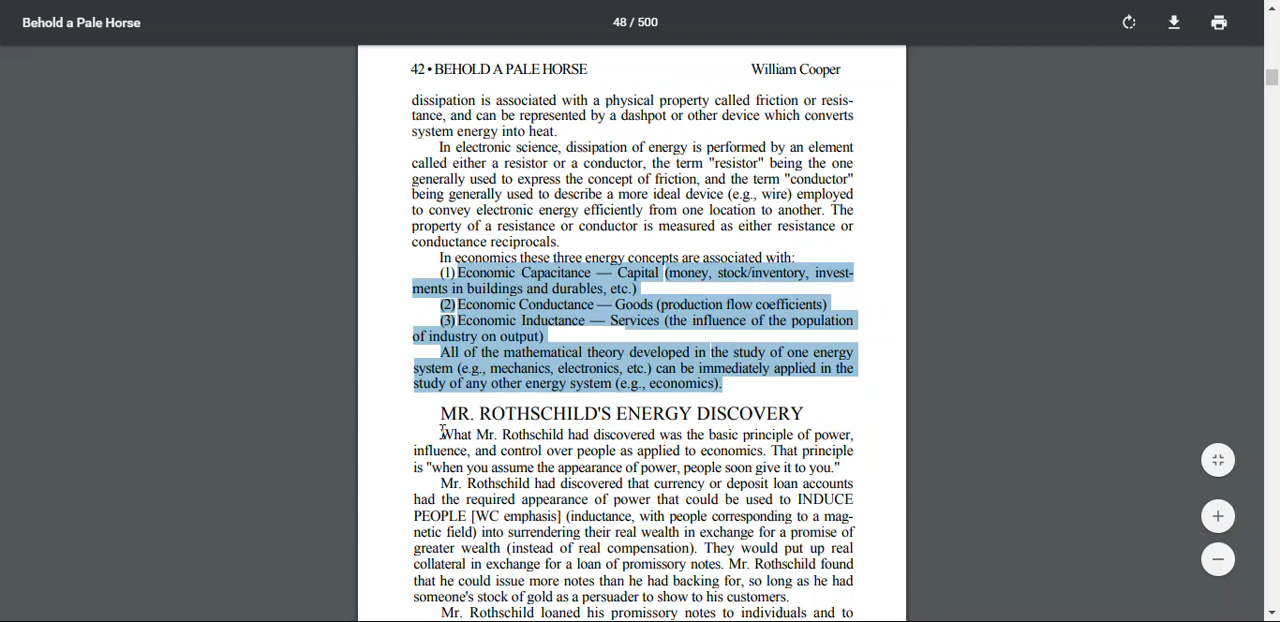 Behold a Pale Horse
48 / 500
42 • BEHOLD A PALE HORSE William Cooper
dissipation is associated with a physical property called friction or resis-
tance, and can be represented by a dashpot or other device which converts
system energy into heat.
In electronic science, dissipation of energy is performed by an element
called either a resistor or a conductor, the term "resistor" being the one
generally used to express the concept of friction, and the term "conductor"
being generally used to describe a more ideal device (e.g., wire) employed
to convey electronic energy efficiently from one location to another. The
property of a resistance or conductor is measured as either resistance or
conductance reciprocals.
In economics these three energy concepts are associated with:
(1) Economic Capacitance — Capital (money, stock/inventory, invest-
ments in buildings and durables, etc.)
(2) Economic Conductance — Goods (production flow coefficients)
(3) Economic Inductance — Services (the influence of the population
of industry on output)
All of the mathematical theory developed in the study of one energy
system (e.g., mechanics, electronics, etc.) can be immediately applied in the
study of any other energy system (e.g., economics).
MR. ROTHSCHILD'S ENERGY DISCOVERY
What Mr. Rothschild had discovered was the basic principle of power,
influence, and control over people as applied to economics. That principle
is "when you assume the appearance of power, people soon give it to you."
Mr. Rothschild had discovered that currency or deposit loan accounts
had the required appearance of power that could be used to INDUCE
PEOPLE [WC emphasis] (inductance, with people corresponding to a mag-
netic field) into surrendering their real wealth in exchange for a promise of
greater wealth (instead of real compensation). They would put up real
collateral in exchange for a loan of promissory notes. Mr. Rothschild found
that he could issue more notes than he had backing for, so long as he had
someone's stock of gold as a persuader to show to his customers.
Mr. Rothschild loaned his promissory notes to individuals and to